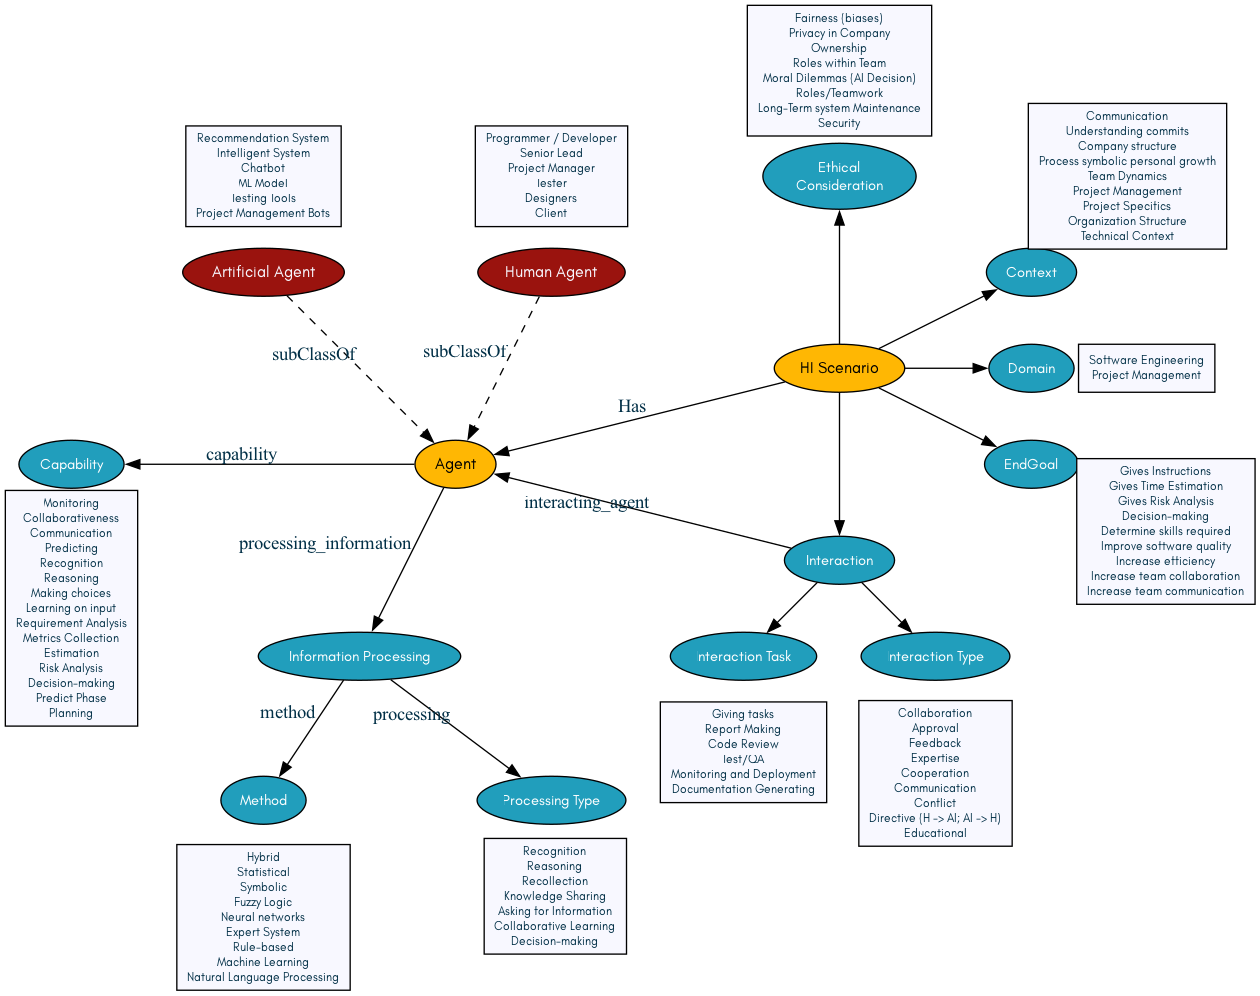 Fairness (biases)
Privacy in Company
Ownership
Roles within Team
Moral Dilemmas (AI Decision)
Roles/Teamwork
Long-Term system Maintenance
Security
Ethical
Consideration
Communication
Understanding commits
Company structure
Process symbolic personal growth
Team Dynamics
Project Management
Project Specitics
Organization Structure
Technical Context
Context
Recommendation System
Intelligent System
Chatbot
ML Model
Testing Tools
Project Management Bots
Artificial Agent
Programmer / Developer
Senior Lead
Project Manager
Tester
Designers
Client
Human Agent
subClassOf
subClassOf
HI Scenario
Domain
Software Engineering
Project Management
Has
EndGoal
Gives Instructions
Gives Time Estimation
Gives Risk Analysis
Decision-making
Determine skills required
Improve software quality
Increase efficiency
Increase team collaboration
Increase team communication
Capability
capability
Agent
Monitoring
Collaborativeness
Communication
Predicting
Recognition
Reasoning
Making choices
Learning on input
Requirement Analysis
Metrics Collection
Estimation
Risk Analysis
Decision-making
Predict Phase
Planning
interacting_agent
processing_information
Interaction
Information Processing
Interaction Task
Interaction Type
method
processing
Giving tasks
Report Making
Code Review
Test/QA
Monitoring and Deployment
Documentation Generating
Collaboration
Approval
Feedback
Expertise
Cooperation
Communication
Conflict
Directive (H -> AI; AI -> H)
Educational
Method
Processing Type
Hybrid
Statistical
Symbolic
Fuzzy Logic
Neural networks
Expert System
Rule-based
Machine Learning
Natural Language Processing
Recognition
Reasoning
Recollection
Knowledge Sharing
Asking for Information
Collaborative Learning
Decision-making